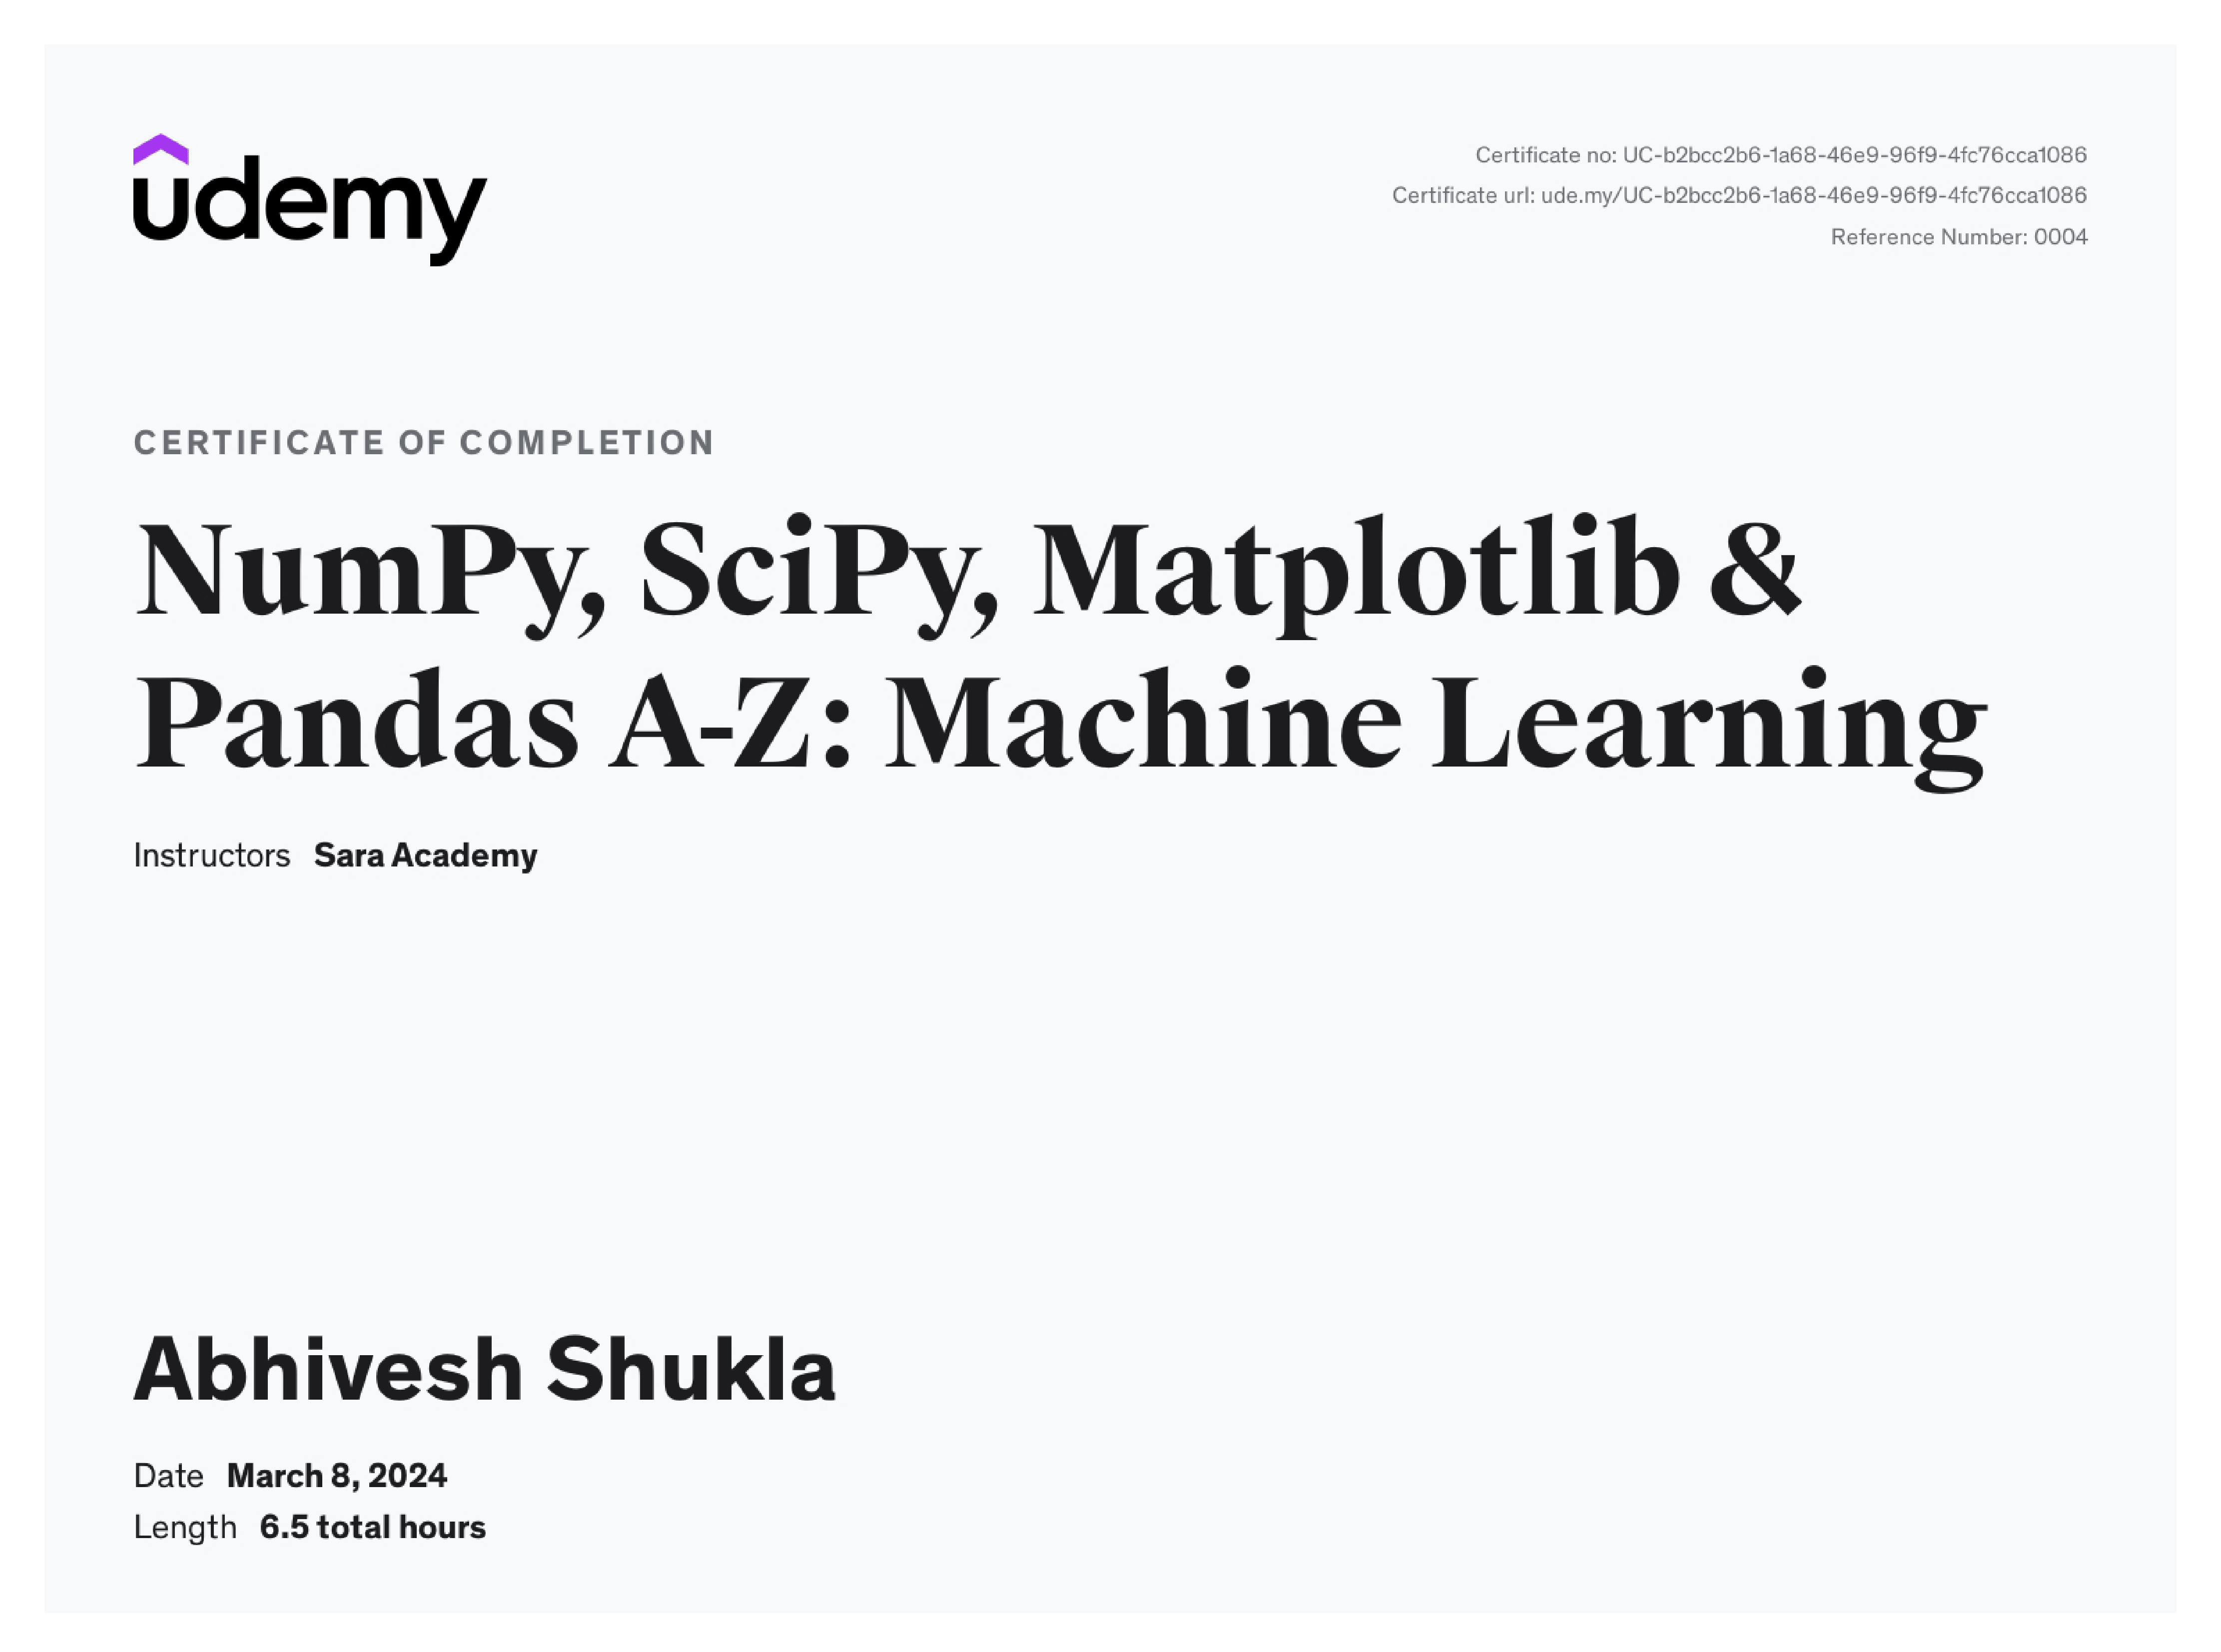 udemy
Certificate no: UC-b2bcc2b6-1a68-46e9-96f9-4fc76cca1086
Certificate url: ude.my/UC-b2bcc2b6-1a68-46e9-96f9-4fc76cca1086
Reference Number: 0004
CERTIFICATE OF COMPLETION
NumPy, SciPy, Matplotlib &
Pandas A-Z: Machine Learning
Instructors Sara Academy
Abhivesh Shukla
Date March 8, 2024
Length 6.5 total hours